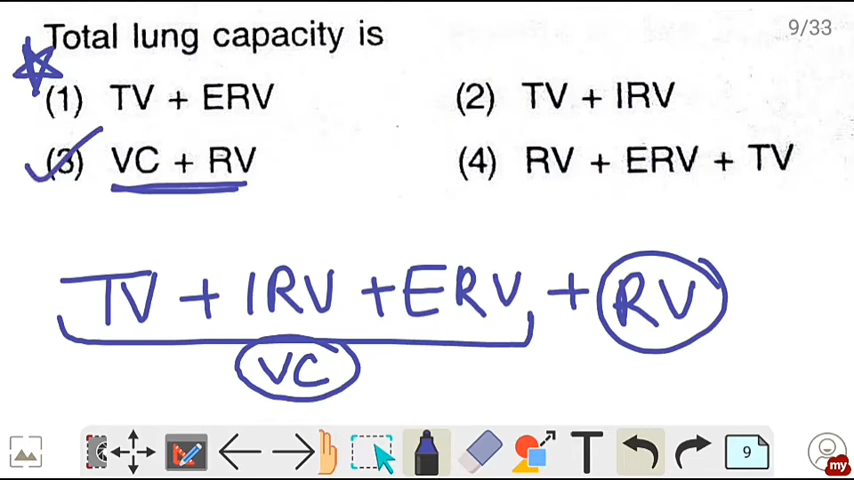 9/33
Total lung capacity is
(1) TV + ERV (2) TV + IRV
(3) VC + RV (4) RV + ERV + TV
TV + IRV + ERV + RV
VC
T 9 my